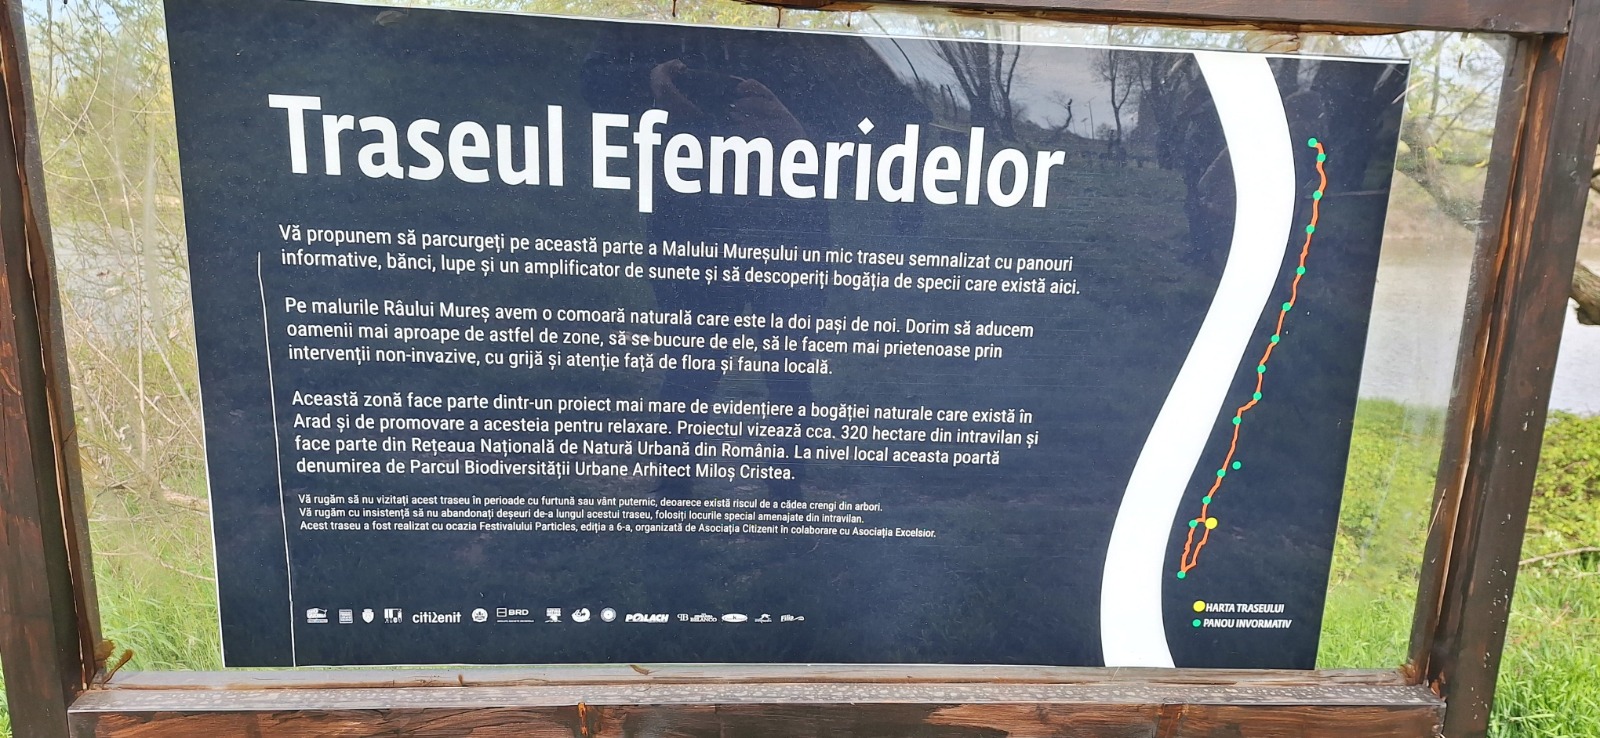 Traseul Efemeridelor
Vă propunem să parcurgeți pe această parte a Malului Mureșului un mic traseu semnalizat cu panouri
informative, bănci, lupe și un amplificator de sunete și să descoperiți bogăția de specii care există aici.
Pe malurile Râului Mureș avem o comoară naturală care este la doi pași de noi. Dorim să aducem
oamenii mai aproape de astfel de zone, să se bucure de ele, să le facem mai prietenoase prin
intervenții non-invazive, cu grijă și atenție față de flora și fauna locală.
Această zonă face parte dintr-un proiect mai mare de evidențiere a bogăției naturale care există în
Arad și de promovare a acesteia pentru relaxare. Proiectul vizează cca. 320 hectare din intravilan și
face parte din Rețeaua Națională de Natură Urbană din România. La nivel local aceasta poartă
denumirea de Parcul Biodiversității Urbane Arhitect Miloș Cristea.
Vă rugăm să nu vizitați acest traseu în perioade cu furtună sau vânt puternic, deoarece există riscul de a cădea crengi din arbori.
Vă rugăm cu insistență să nu abandonați deșeuri de-a lungul acestui traseu, folosiți locurile special amenajate din intravilan.
Acest traseu a fost realizat cu ocazia Festivalului Particles, ediția a 6-a, organizată de Asociația Citizenit în colaborare cu Asociația Excelsior.
citizenit BRD POLACH
HARTA TRASEULUI
PANOU INVORMATIV